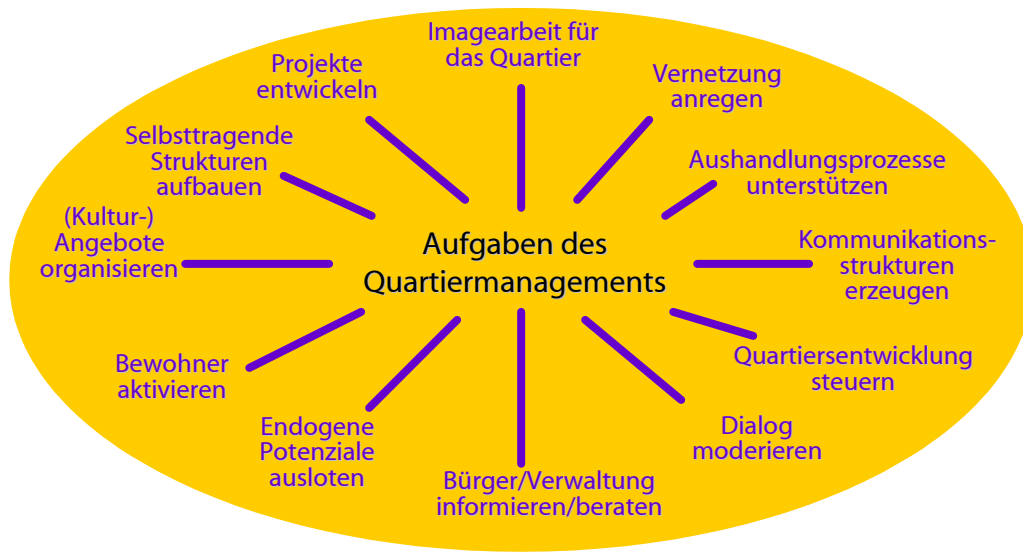 Imagearbeit für
das Quartier
Vernetzung
anregen
Aushandlungsprozesse
unterstützen
Kommunikations-
strukturen
erzeugen
Quartiersentwicklung
steuern
Dialog
moderieren
Bürger/Verwaltung
informieren/beraten
Endogene
Potenziale
ausloten
Bewohner
aktivieren
(Kultur-)
Angebote
organisieren
Selbsttragende
Strukturen
aufbauen
Projekte
entwickeln
Aufgaben des
Quartiermanagements